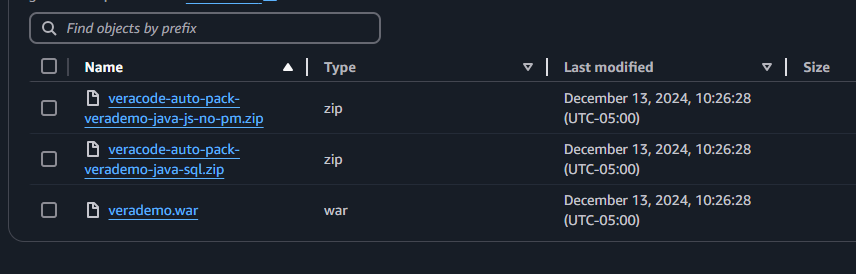 Find objects by prefix
Name Type Last modified Size
veracode-auto-pack- December 13, 2024, 10:26:28
verademo-java-js-no-pm.zip zip (UTC-05:00)
veracode-auto-pack- December 13, 2024, 10:26:28
verademo-java-sql.zip zip (UTC-05:00)
verademo.war war December 13, 2024, 10:26:28
(UTC-05:00)